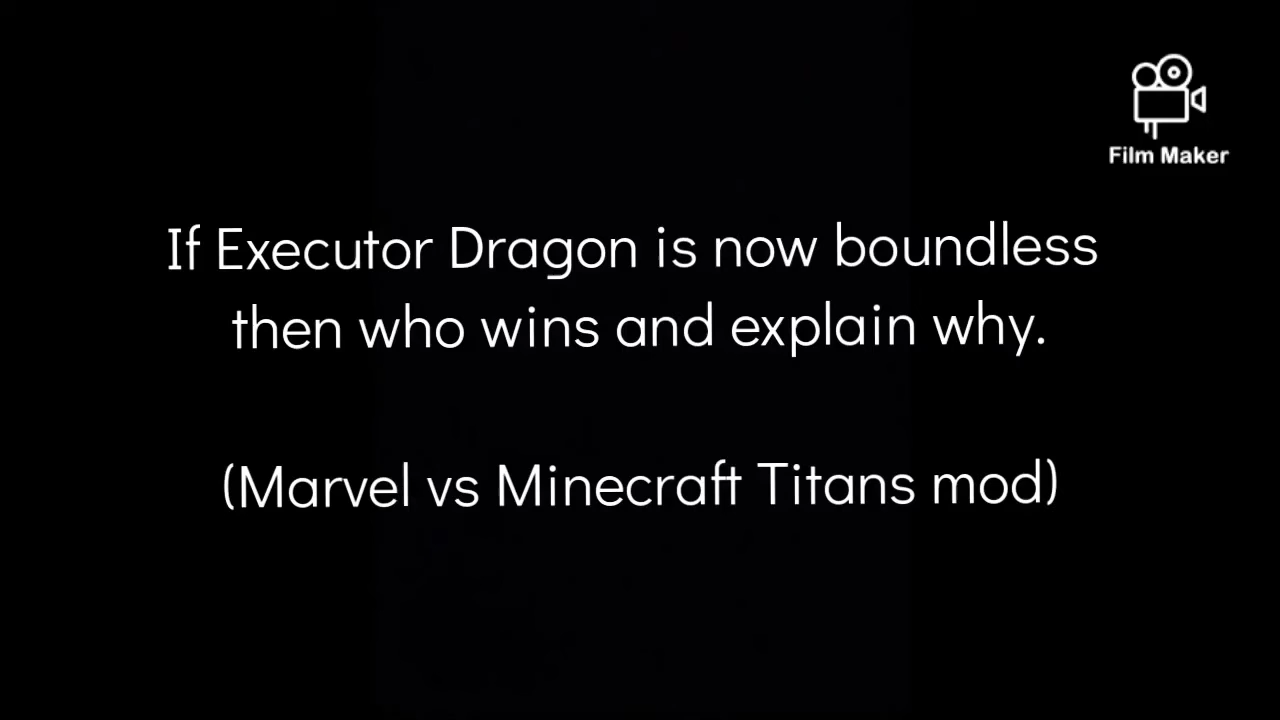 Film Maker
If Executor Dragon is now boundless
then who wins and explain why.
(Marvel vs Minecraft Titans mod)